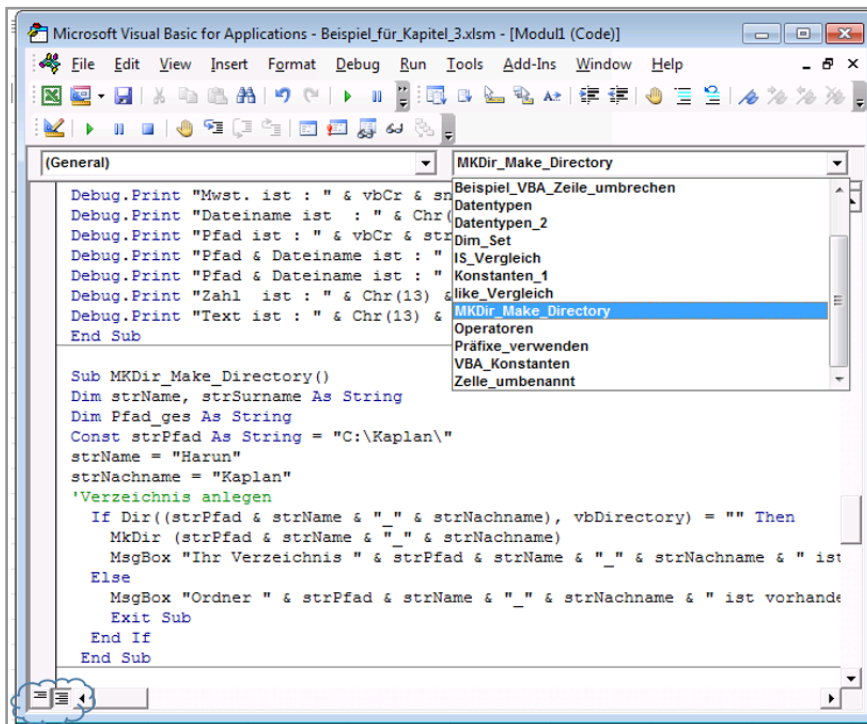 Microsoft Visual Basic for Applications - Beispiel_für_Kapitel_3.xlsm - [Modul1 (Code)]
File Edit View Insert Format Debug Run Tools Add-Ins Window Help
(General) MKDir_Make_Directory
Debug.Print "Mwst. ist : " & vbCr & sn
Debug.Print "Dateiname ist  : " & Chr(
Debug.Print "Pfad ist : " & vbCr & str
Debug.Print "Pfad & Dateiname ist : "
Debug.Print "Pfad & Dateiname ist : "
Debug.Print "Zahl  ist : " & Chr(13) &
Debug.Print "Text ist : " & Chr(13) &
End Sub
Beispiel_VBA_Zeile_umbrechen
Datentypen
Datentypen_2
Dim_Set
IS_Vergleich
Konstanten_1
like_Vergleich
MKDir_Make_Directory
Operatoren
Präfixe_verwenden
VBA_Konstanten
Zelle_umbenannt
Sub MKDir_Make_Directory()
Dim strName, strSurname As String
Dim Pfad_ges As String
Const strPfad As String = "C:\Kaplan\"
strName = "Harun"
strNachname = "Kaplan"
'Verzeichnis anlegen
If Dir((strPfad & strName & "_" & strNachname), vbDirectory) = "" Then
MkDir (strPfad & strName & "_" & strNachname)
MsgBox "Ihr Verzeichnis " & strPfad & strName & "_" & strNachname & " ist
Else
MsgBox "Ordner " & strPfad & strName & "_" & strNachname & " ist vorhande
Exit Sub
End If
End Sub